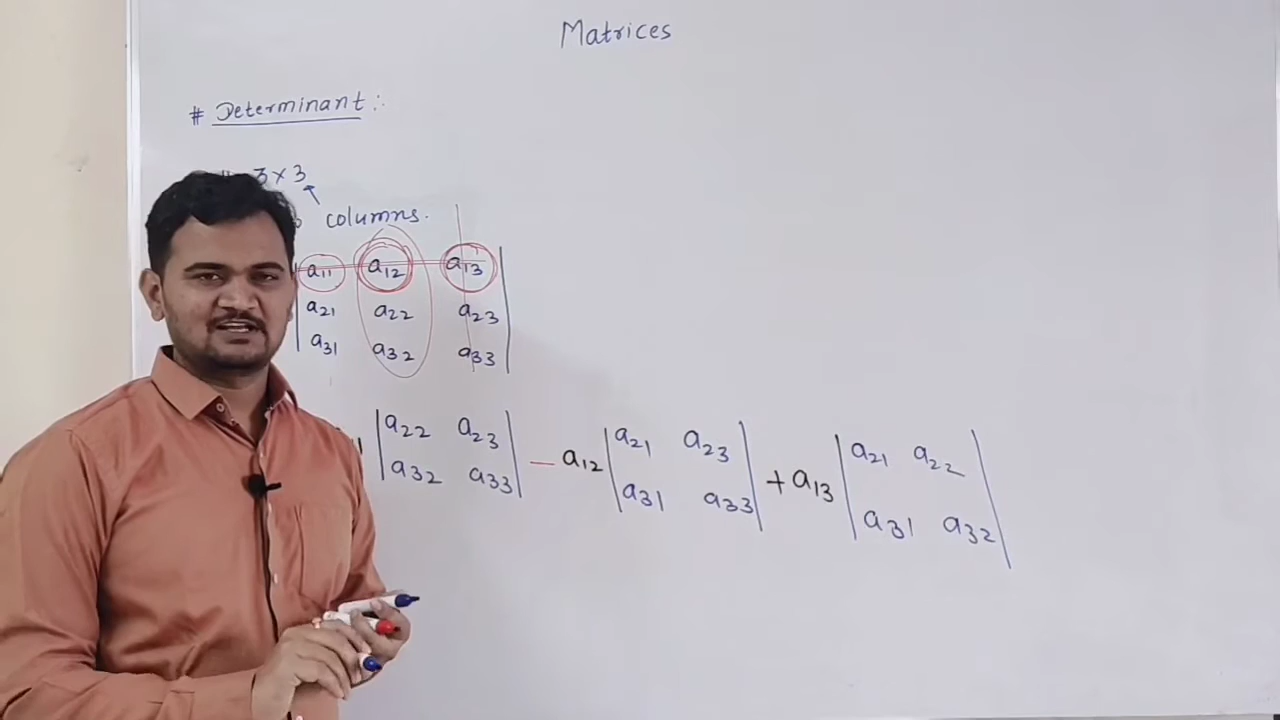 Matrices
# Determinant :-
3 × 3
columns.
a11 a12 a13
a21 a22 a23
a31 a32 a33
| a22 a23 | - a12 | a21 a23 | + a13 | a21 a22 |
| a32 a33 | | a31 a33 | | a31 a32 |